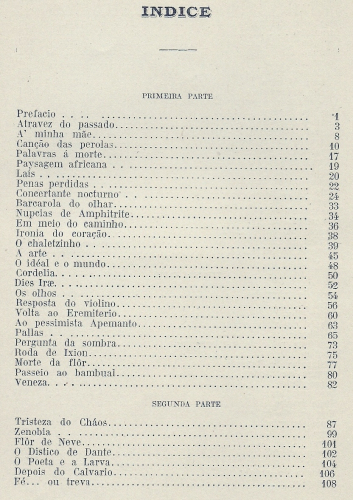 INDICE
PRIMEIRA PARTE
Prefacio 1
Atravez do passado 3
A' minha mãe 8
Canção das perolas 10
Palavras á morte 17
Paysagem africana 19
Laïs 20
Penas perdidas 22
Concertante nocturno 24
Barcarola do olhar 33
Nupcias de Amphitrife 34
Em meio do caminho 36
Ironia do coração 38
O chaletzinho 39
A arte 45
O idéal e o mundo 48
Cordelia 50
Dies Iræ 52
Os olhos 54
Resposta do violino 56
Volta ao Eremiterio 60
Ao pessimista Apemanto 63
Pallas 65
Pergunta da sombra 73
Roda de Ixion 75
Morte da flôr 77
Passeio ao bambual 80
Veneza 82
SEGUNDA PARTE
Tristeza do Cháos 87
Zenobia 99
Flôr de Neve 101
O Distico de Dante 102
O Poeta e a Larva 104
Depois do Calvario 106
Fé... ou treva 108